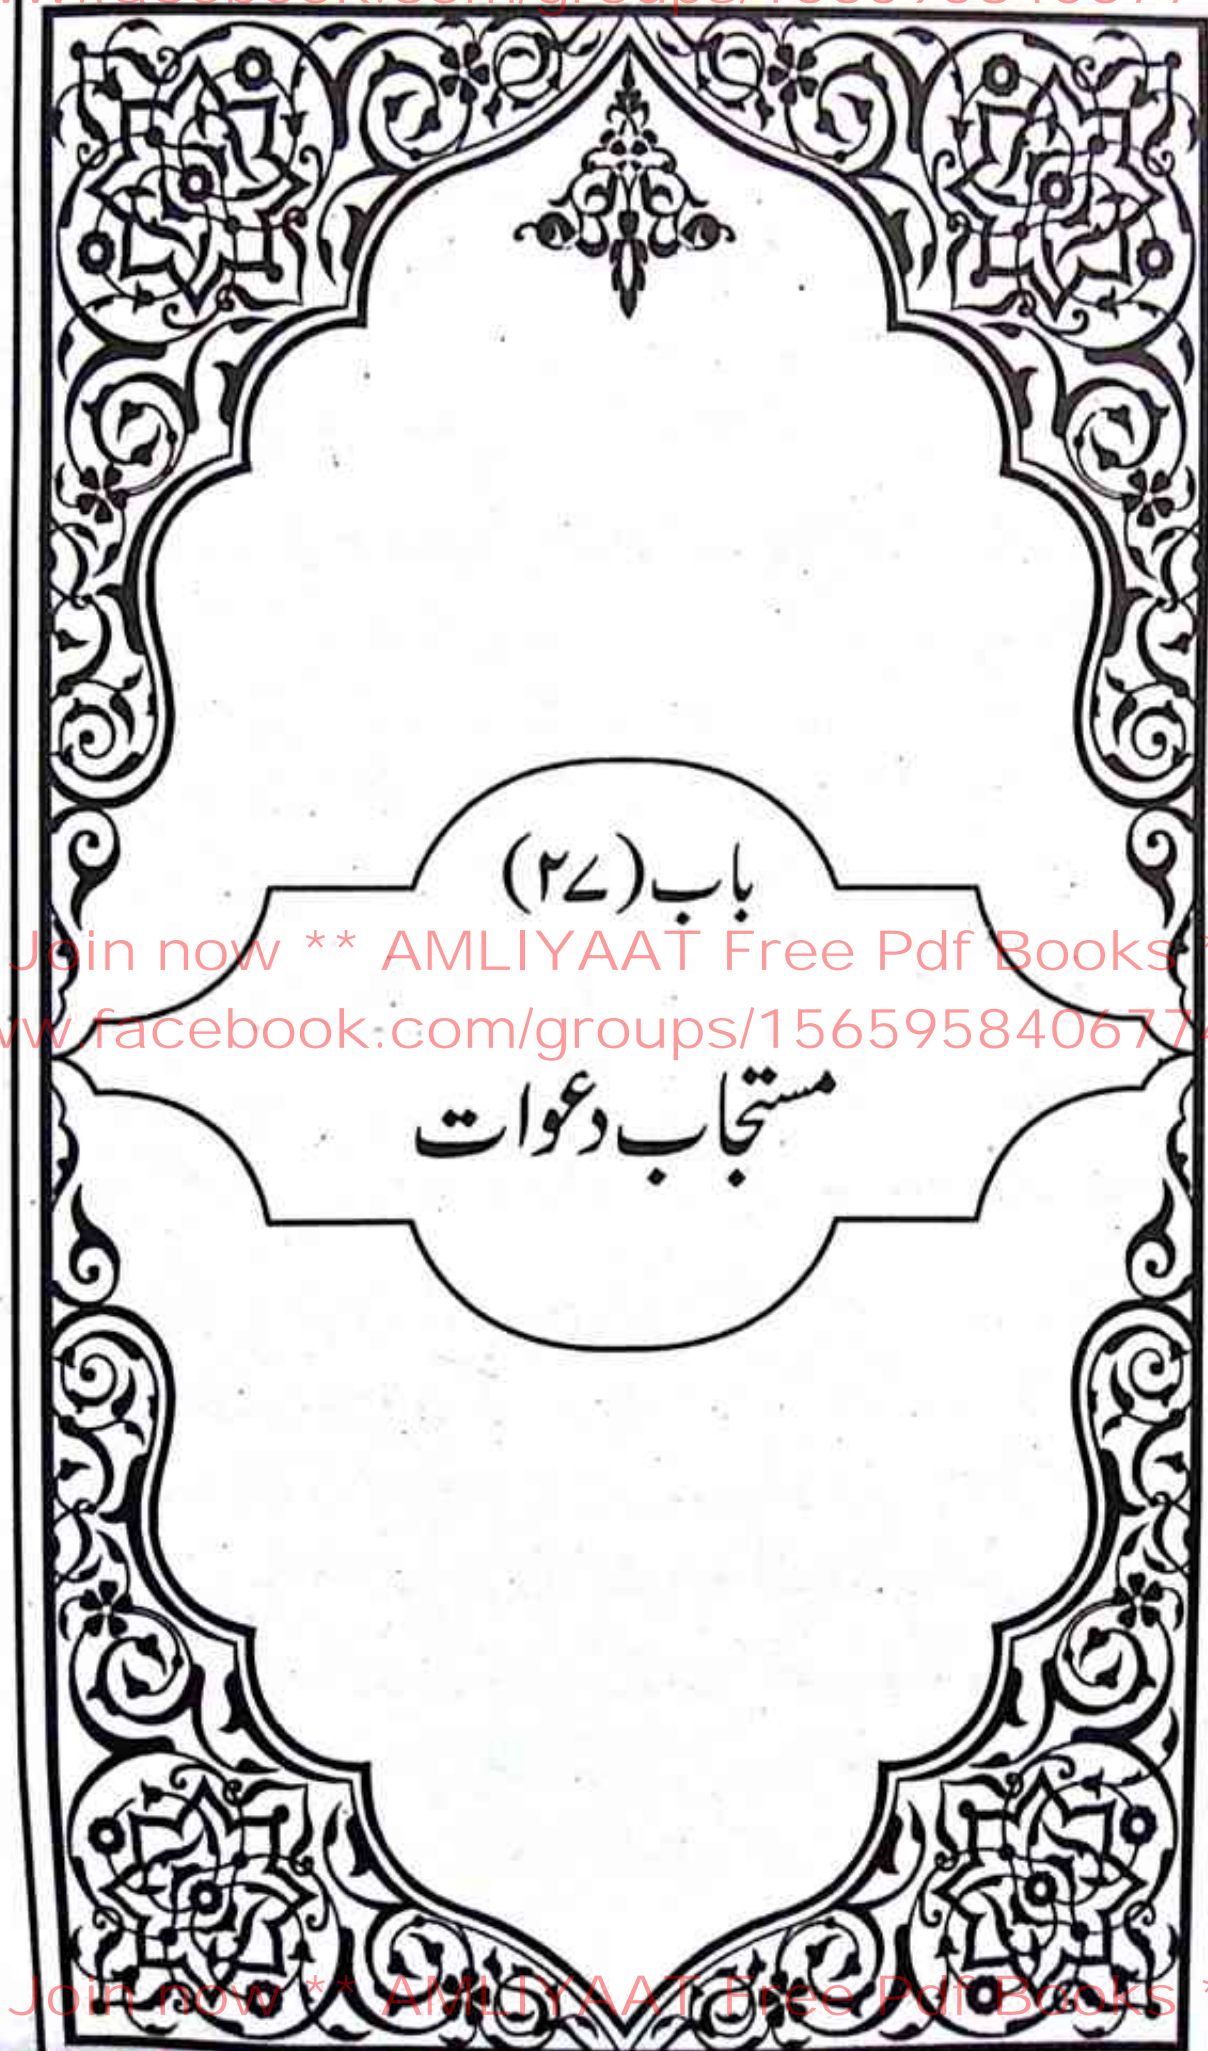 باب (۲۷)
Join now ** AMLIYAAT Free Pdf Books *
facebook.com/groups/1565958406774
مستجاب دعوات
Join now ** AMLIYAAT Free Pdf Books *